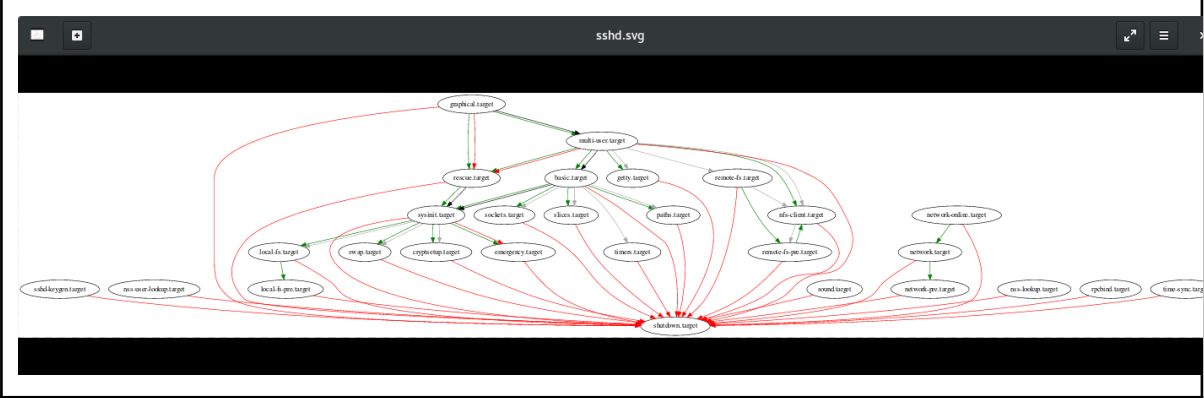 sshd.svg
graphical.target
multi-user.target
rescue.target
basic.target
getty.target
remote-fs.target
sysinit.target
sockets.target
slices.target
paths.target
nfs-client.target
network-online.target
local-fs.target
swap.target
cryptsetup.target
emergency.target
timers.target
remote-fs-pre.target
network.target
sshd-keygen.target
nss-user-lookup.target
local-fs-pre.target
sound.target
network-pre.target
nss-lookup.target
rpcbind.target
time-sync.targ
shutdown.target